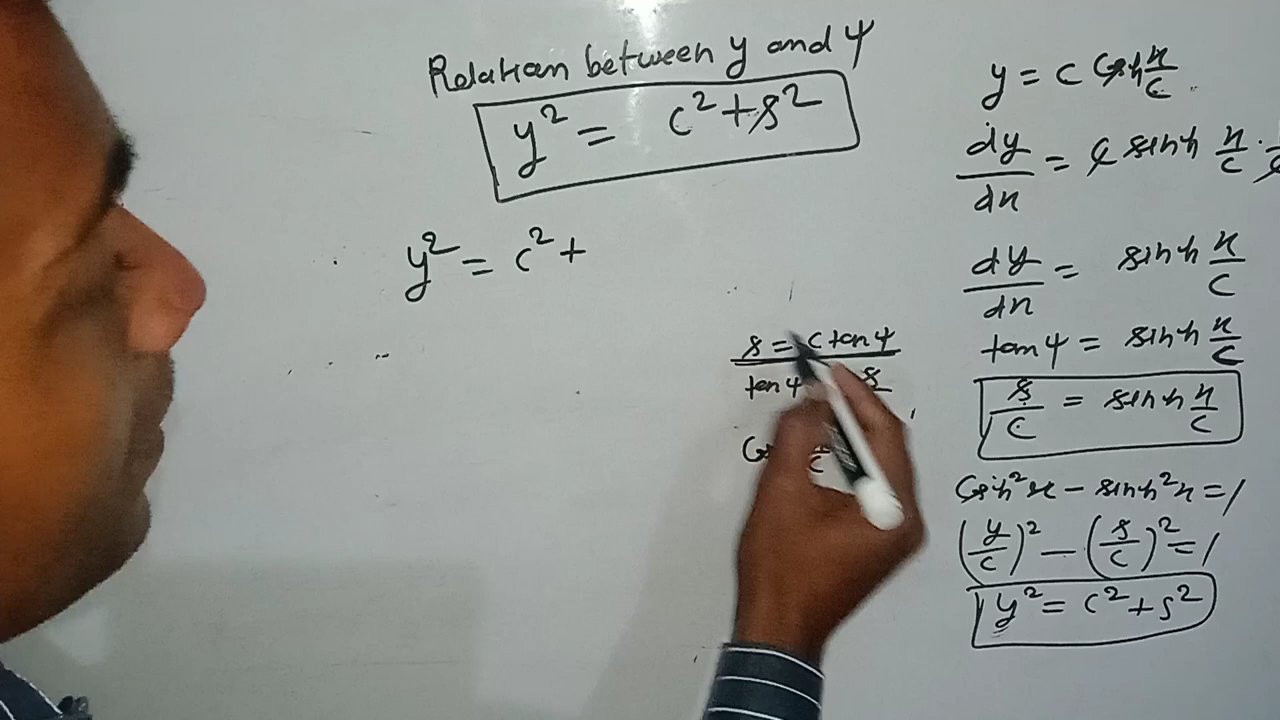 Relation between y and ψ
y² = c² + s²
y² = c² +
s = c tan ψ
tan ψ s
c
y = c Cosh x/c
dy/dx = c sinh x/c ·
dy/dx = sinh x/c
tan ψ = sinh x/c
s/c = sinh x/c
Cosh²x - sinh²x = 1
(y/c)² - (s/c)² = 1
y² = c² + s²